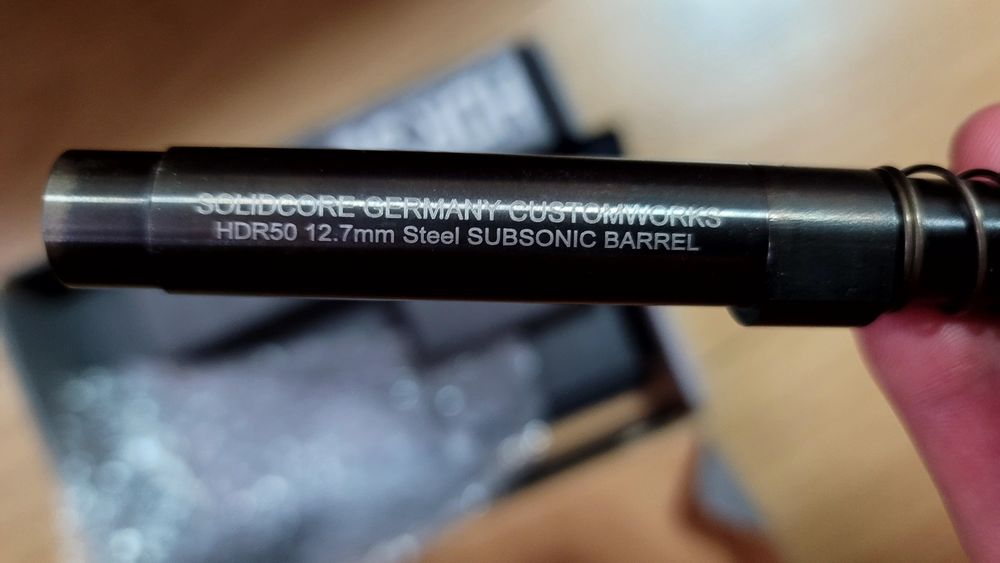 SOLIDCORE GERMANY CUSTOMWORKS
HDR50 12.7mm Steel SUBSONIC BARREL